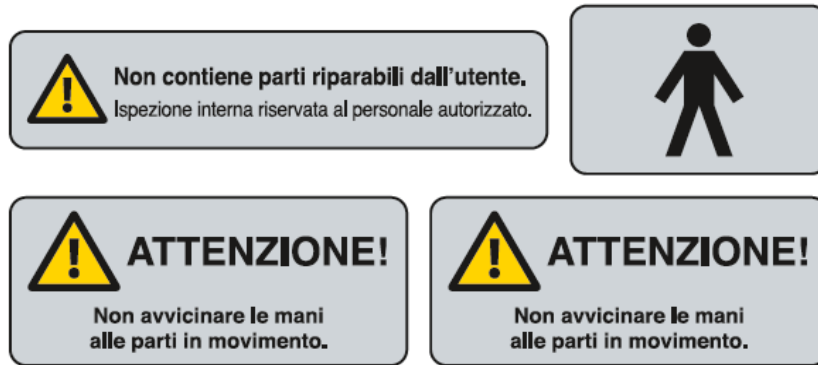 Non contiene parti riparabili dall'utente.
Ispezione interna riservata al personale autorizzato.
ATTENZIONE!
Non avvicinare le mani
alle parti in movimento.
ATTENZIONE!
Non avvicinare le mani
alle parti in movimento.